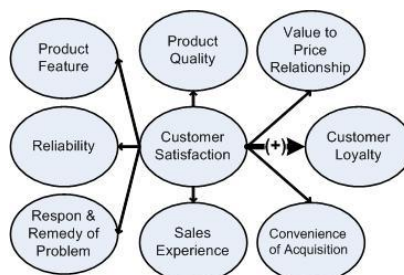 Product
Feature
Product
Quality
Value to
Price
Relationship
Reliability
Customer
Satisfaction
(+)
Customer
Loyalty
Respon &
Remedy of
Problem
Sales
Experience
Convenience
of Acquisition